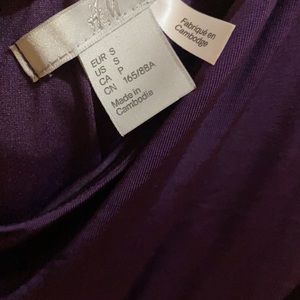 H&M
EUR S
US S
CA P
CN 165/88A
Made in
Cambodia
Fabriqué en
Cambodge